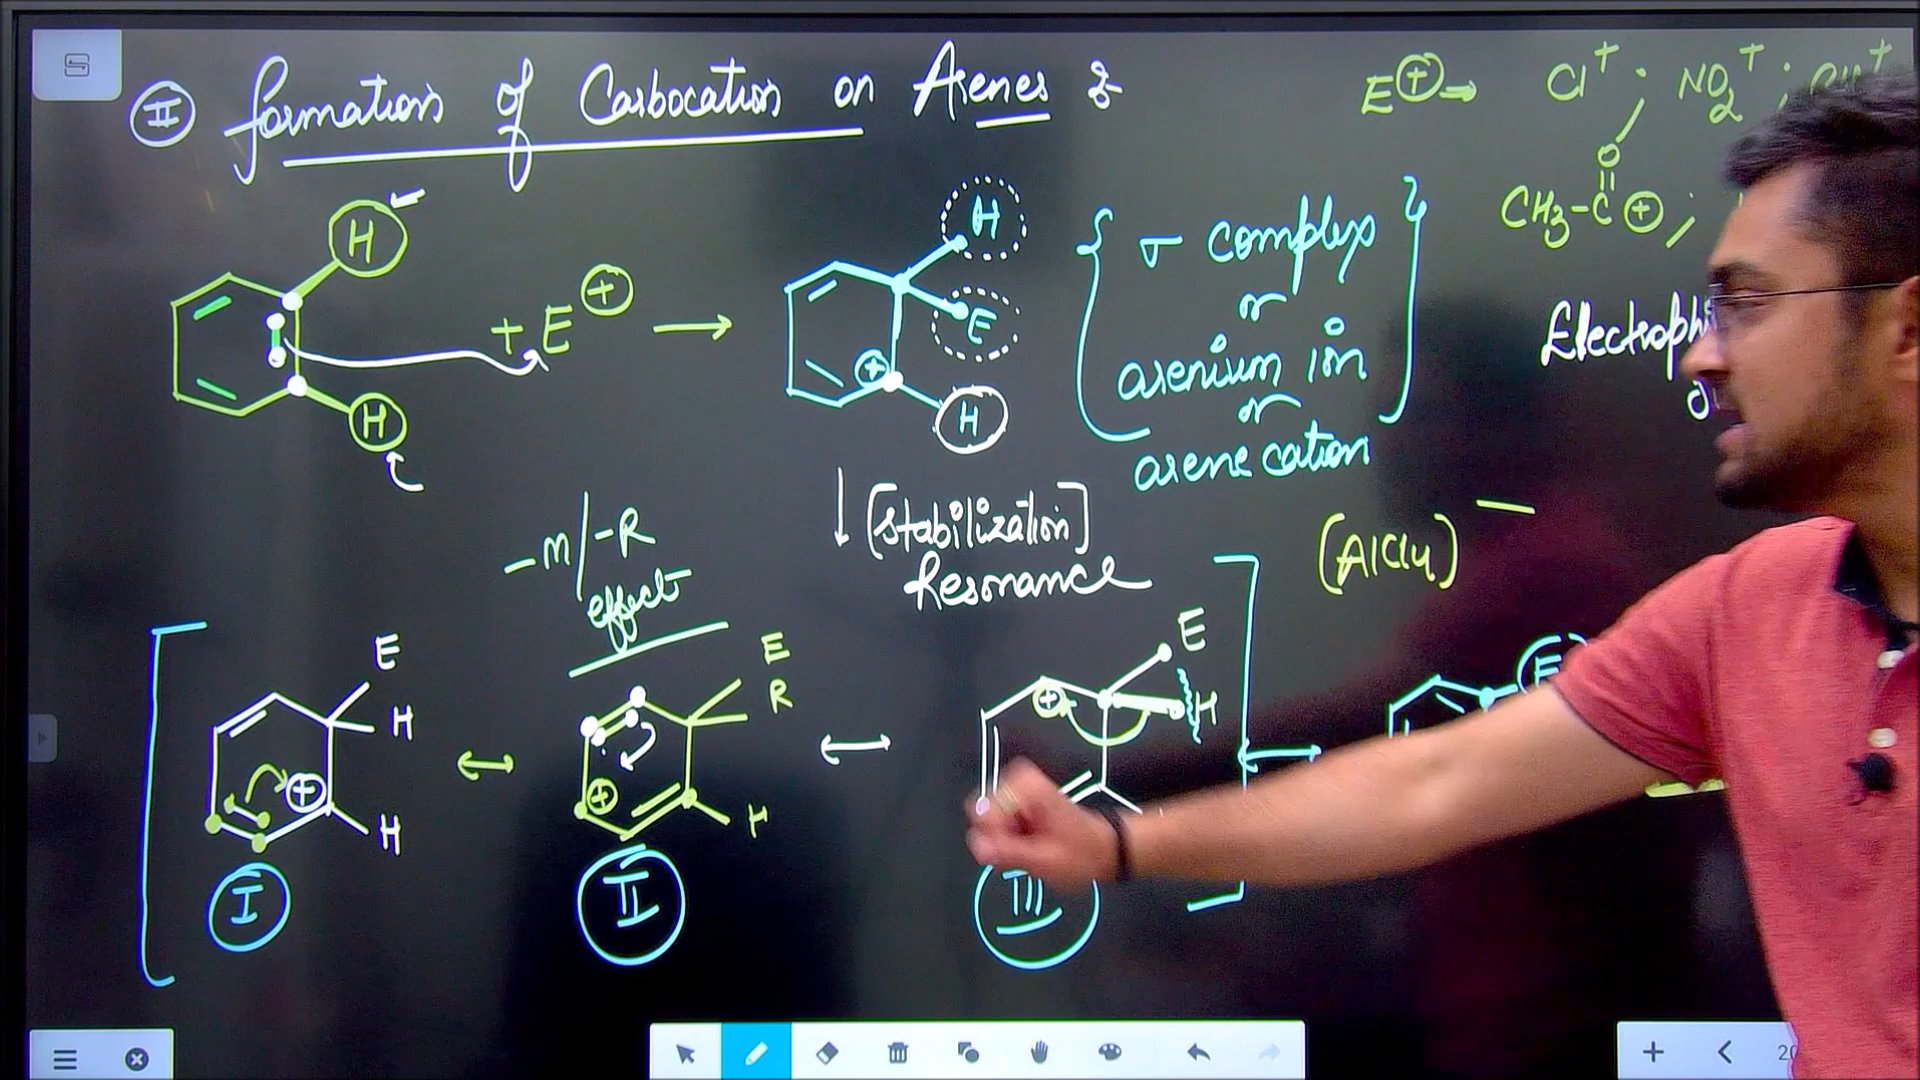 II formation of Carbocation on Arenes :-
E⊕→ Cl⁺ ; NO₂⁺ ;
O
CH₃-C⊕ ;
H
+ E⊕ →
H
H
E
⊕
H
{ σ complex
or
arenium ion
or
arene cation }
↓ [stabilization]
Resonance
-m/-R
effect
(AlCl4)⁻
E
H
⊕
H
I
↔
E
R
⊕
H
II
↔
E
H
⊕
III
↔
E